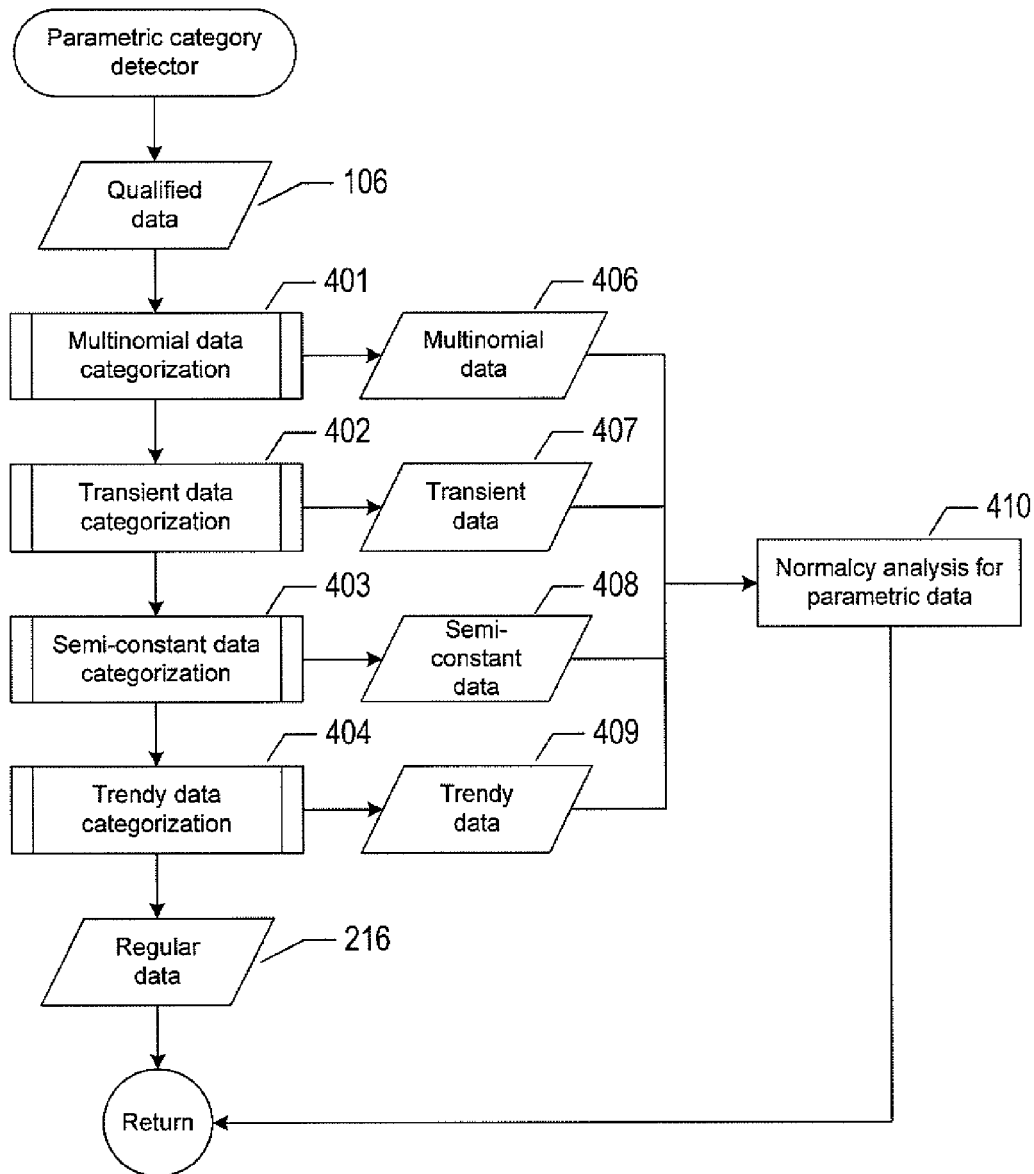 Parametric category
detector
Qualified
data
106
401
Multinomial data
categorization
406
Multinomial
data
402
Transient data
categorization
407
Transient
data
403
Semi-constant data
categorization
408
Semi-
constant
data
404
Trendy data
categorization
409
Trendy
data
410
Normalcy analysis for
parametric data
Regular
data
216
Return